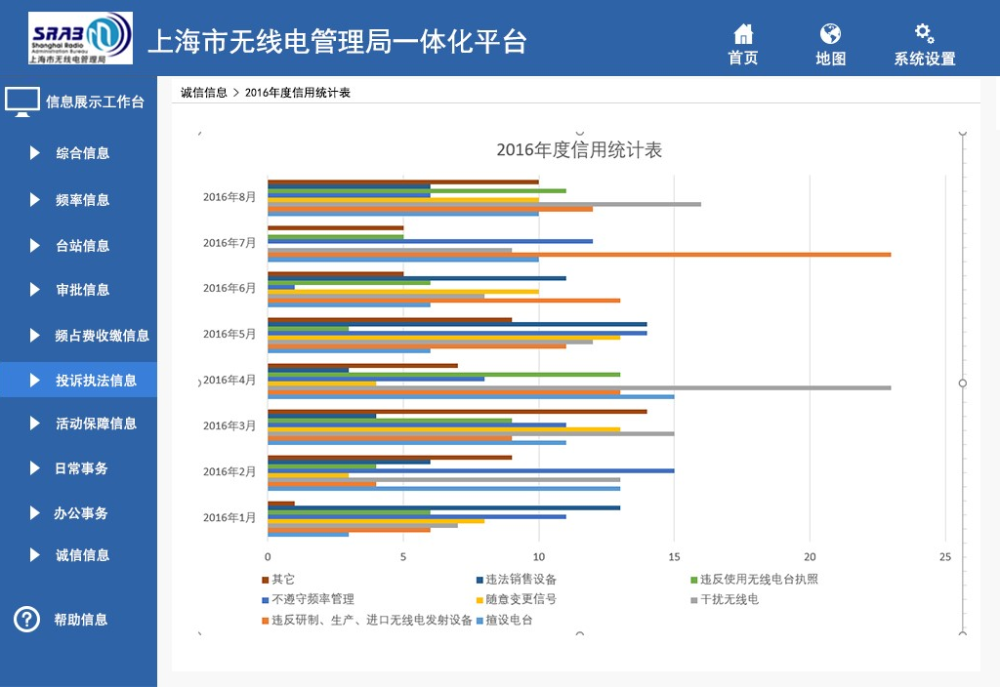 SRAB
Shanghai Radio
Administration Bureau
上海市无线电管理局
上海市无线电管理局一体化平台
首页
地图
系统设置
信息展示工作台
综合信息
频率信息
台站信息
审批信息
频占费收缴信息
投诉执法信息
活动保障信息
日常事务
办公事务
诚信信息
帮助信息
诚信信息 > 2016年度信用统计表
2016年度信用统计表
2016年8月
2016年7月
2016年6月
2016年5月
2016年4月
2016年3月
2016年2月
2016年1月
0 5 10 15 20 25
其它 违法销售设备 违反使用无线电台执照
不遵守频率管理 随意变更信号 干扰无线电
违反研制、生产、进口无线电发射设备 擅设电台